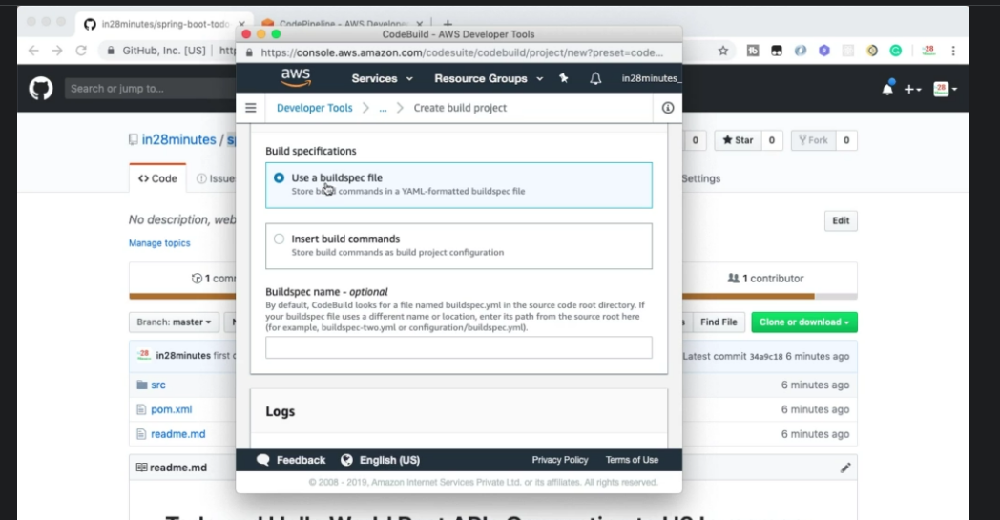 in28minutes/spring-boot-todo
CodePipeline - AWS Develope
CodeBuild - AWS Developer Tools
GitHub, Inc. [US]
https://console.aws.amazon.com/codesuite/codebuild/project/new?preset=code...
Search or jump to...
aws
Services
Resource Groups
in28minutes_
Developer Tools > ... > Create build project
in28minutes /
0
Star 0
Fork 0
Code
Settings
Build specifications
Use a buildspec file
Store build commands in a YAML-formatted buildspec file
No description, web
Edit
Manage topics
Insert build commands
Store build commands as build project configuration
1 comm
1 contributor
Buildspec name - optional
By default, CodeBuild looks for a file named buildspec.yml in the source code root directory. If
your buildspec file uses a different name or location, enter its path from the source root here
(for example, buildspec-two.yml or configuration/buildspec.yml).
Branch: master
Find File
Clone or download
in28minutes first
Latest commit 34a9c18 6 minutes ago
src
6 minutes ago
pom.xml
6 minutes ago
Logs
readme.md
6 minutes ago
Feedback
English (US)
Privacy Policy
Terms of Use
readme.md
© 2008 - 2019, Amazon Internet Services Private Ltd. or its affiliates. All rights reserved.